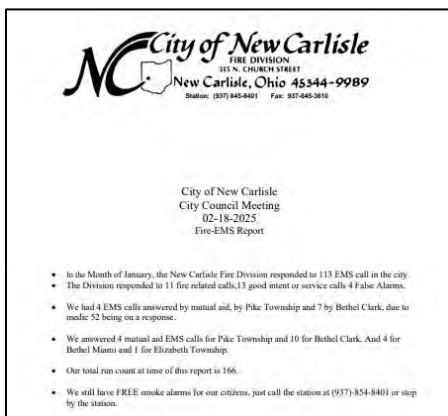 NC City of New Carlisle
FIRE DIVISION
315 N. CHURCH STREET
New Carlisle, Ohio 45344-9989
Station: (937) 845-8401 Fax: 937-845-3610
City of New Carlisle
City Council Meeting
02-18-2025
Fire-EMS Report
• In the Month of January, the New Carlisle Fire Division responded to 113 EMS call in the city.
• The Division responded to 11 fire related calls,13 good intent or service calls 4 False Alarms.
• We had 4 EMS calls answered by mutual aid, by Pike Township and 7 by Bethel Clark, due to
medic 52 being on a response.
• We answered 4 mutual aid EMS calls for Pike Township and 10 for Bethel Clark. And 4 for
Bethel Miami and 1 for Elizabeth Township.
• Our total run count at time of this report is 166.
• We still have FREE smoke alarms for our citizens, just call the station at (937)-854-8401 or stop
by the station.